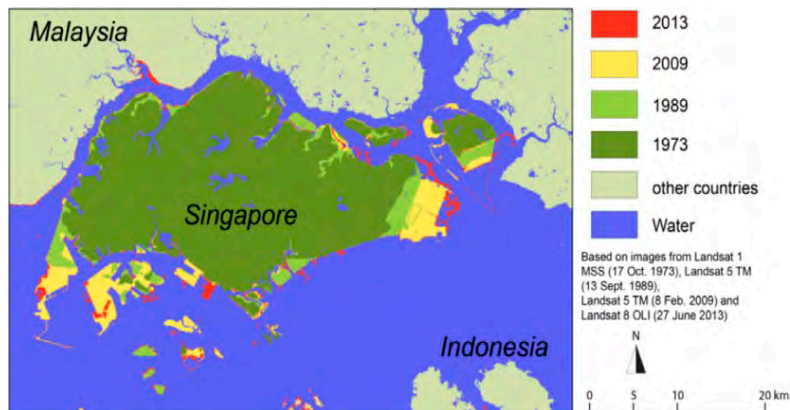 Malaysia
Singapore
Indonesia
2013
2009
1989
1973
other countries
Water
Based on images from Landsat 1
MSS (17 Oct. 1973), Landsat 5 TM
(13 Sept. 1989),
Landsat 5 TM (8 Feb. 2009) and
Landsat 8 OLI (27 June 2013)
N
0 5 10 20 km